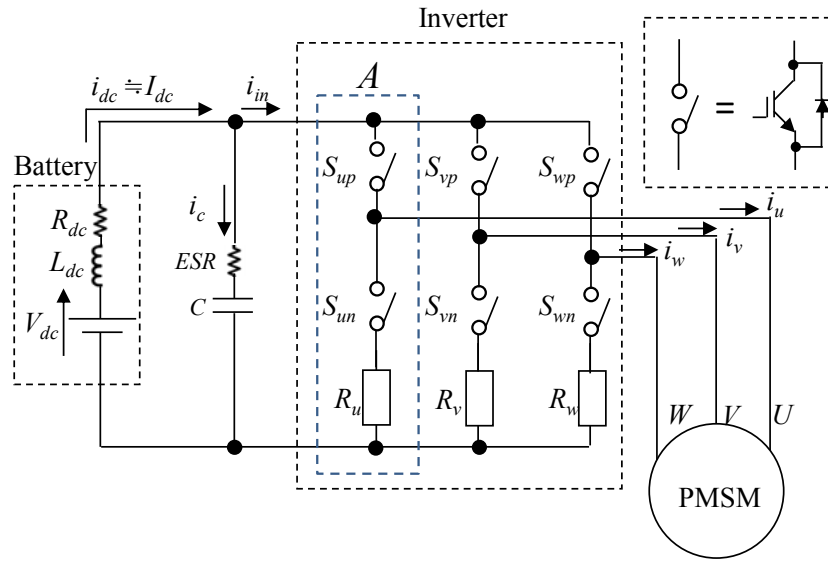 Inverter
i_dc ≒ I_dc
i_in
A
=
Battery
S_up
S_vp
S_wp
i_u
R_dc
i_c
i_v
i_w
L_dc
ESR
C
S_un
S_vn
S_wn
V_dc
R_u
R_v
R_w
W
V
U
PMSM